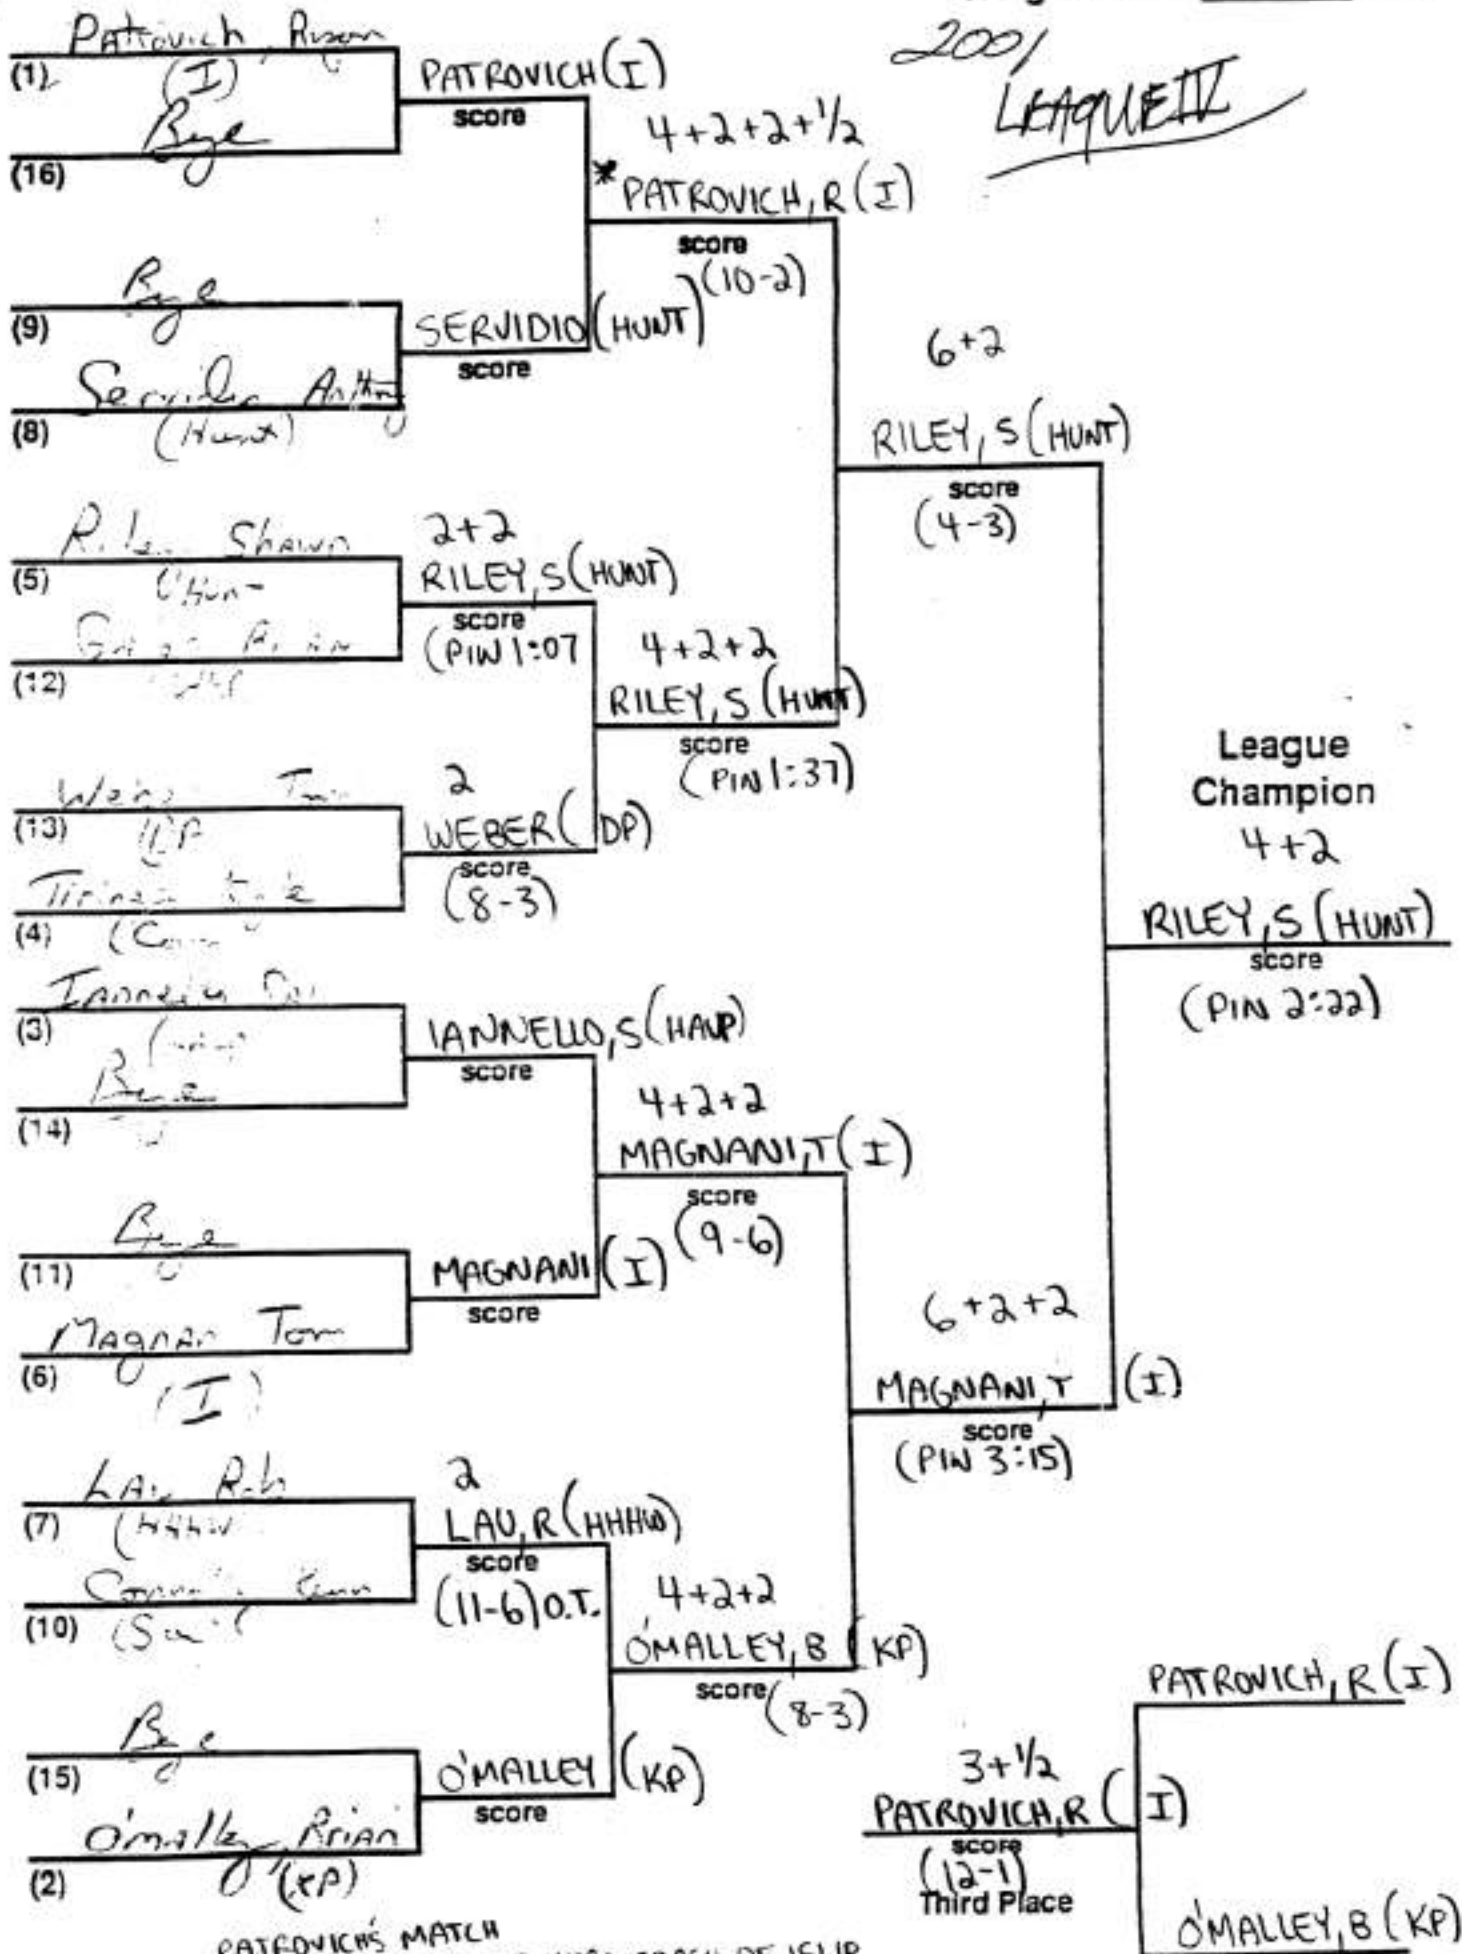 2001
LEAGUE IV
Patrovich, Ryan
(1)
(I)
Bye
(16)
PATROVICH (I)
score
4+2+2+1/2
*PATROVICH, R (I)
score
(10-2)
Bye
(9)
Servidio Anthony
(8)
(Hunt)
SERVIDIO (HUNT)
score
6+2
RILEY, S (HUNT)
score
(4-3)
Riley Shawn
(5)
(12)
2+2
RILEY, S (HUNT)
score
(PIN 1:07
4+2+2
RILEY, S (HUNT)
score
(PIN 1:37)
(13)
(4)
2
WEBER (DP)
score
(8-3)
League
Champion
4+2
RILEY, S (HUNT)
score
(PIN 2:22)
(3)
Bye
(14)
IANNELLO, S (HAUP)
score
4+2+2
MAGNANI, T (I)
score
(9-6)
Bye
(11)
Magnani Tom
(6)
(I)
MAGNANI (I)
score
6+2+2
MAGNANI, T (I)
score
(PIN 3:15)
Lau Rob
(7)
(HHHW
(10)
2
LAU, R (HHHW)
score
(11-6) O.T.
4+2+2
O'MALLEY, B (KP)
score
(8-3)
Bye
(15)
O'malley, Brian
(2)
(KP)
O'MALLEY (KP)
score
PATROVICH, R (I)
3+1/2
PATROVICH, R (I)
score
(12-1)
Third Place
O'MALLEY, B (KP)
PATROVICH'S MATCH